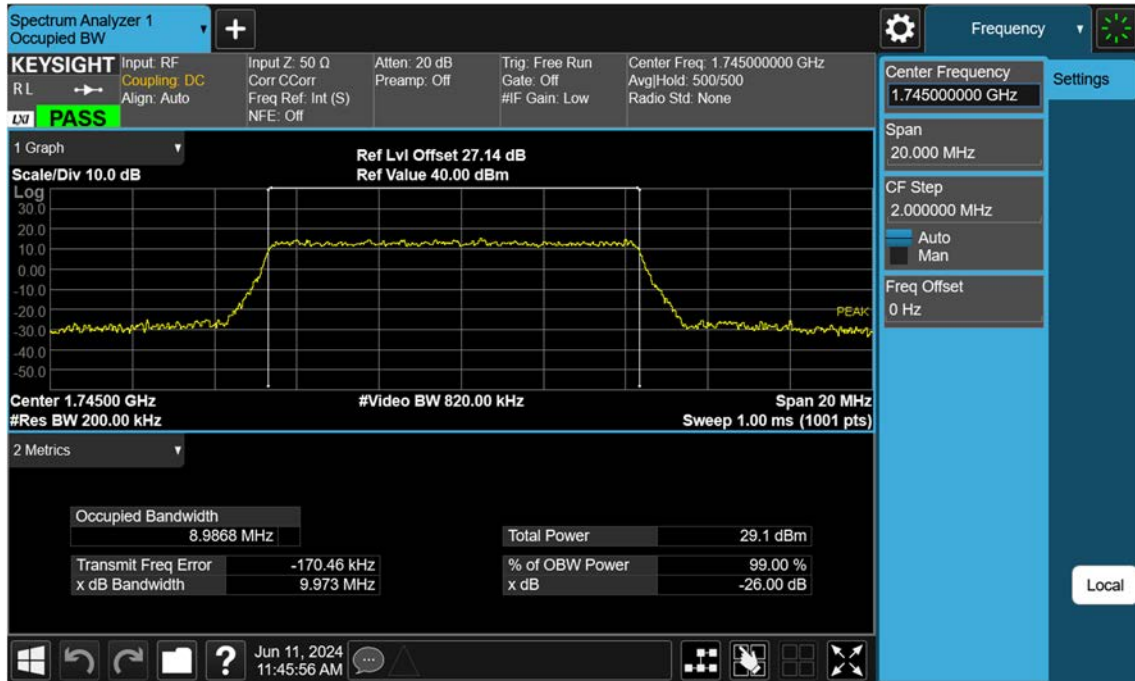 Spectrum Analyzer 1
Occupied BW
Frequency
KEYSIGHT
RL
LXI PASS
Input: RF
Coupling: DC
Align: Auto
Input Z: 50 Ω
Corr CCorr
Freq Ref: Int (S)
NFE: Off
Atten: 20 dB
Preamp: Off
Trig: Free Run
Gate: Off
#IF Gain: Low
Center Freq: 1.745000000 GHz
Avg|Hold: 500/500
Radio Std: None
Center Frequency
1.745000000 GHz
Settings
Span
20.000 MHz
CF Step
2.000000 MHz
Auto
Man
Freq Offset
0 Hz
Local
1 Graph
Scale/Div 10.0 dB
Ref Lvl Offset 27.14 dB
Ref Value 40.00 dBm
Log
30.0
20.0
10.0
0.00
-10.0
-20.0
-30.0
-40.0
-50.0
PEAK
Center 1.74500 GHz
#Video BW 820.00 kHz
Span 20 MHz
#Res BW 200.00 kHz
Sweep 1.00 ms (1001 pts)
2 Metrics
Occupied Bandwidth
8.9868 MHz
Total Power 29.1 dBm
Transmit Freq Error -170.46 kHz
% of OBW Power 99.00 %
x dB Bandwidth 9.973 MHz
x dB -26.00 dB
?
Jun 11, 2024
11:45:56 AM